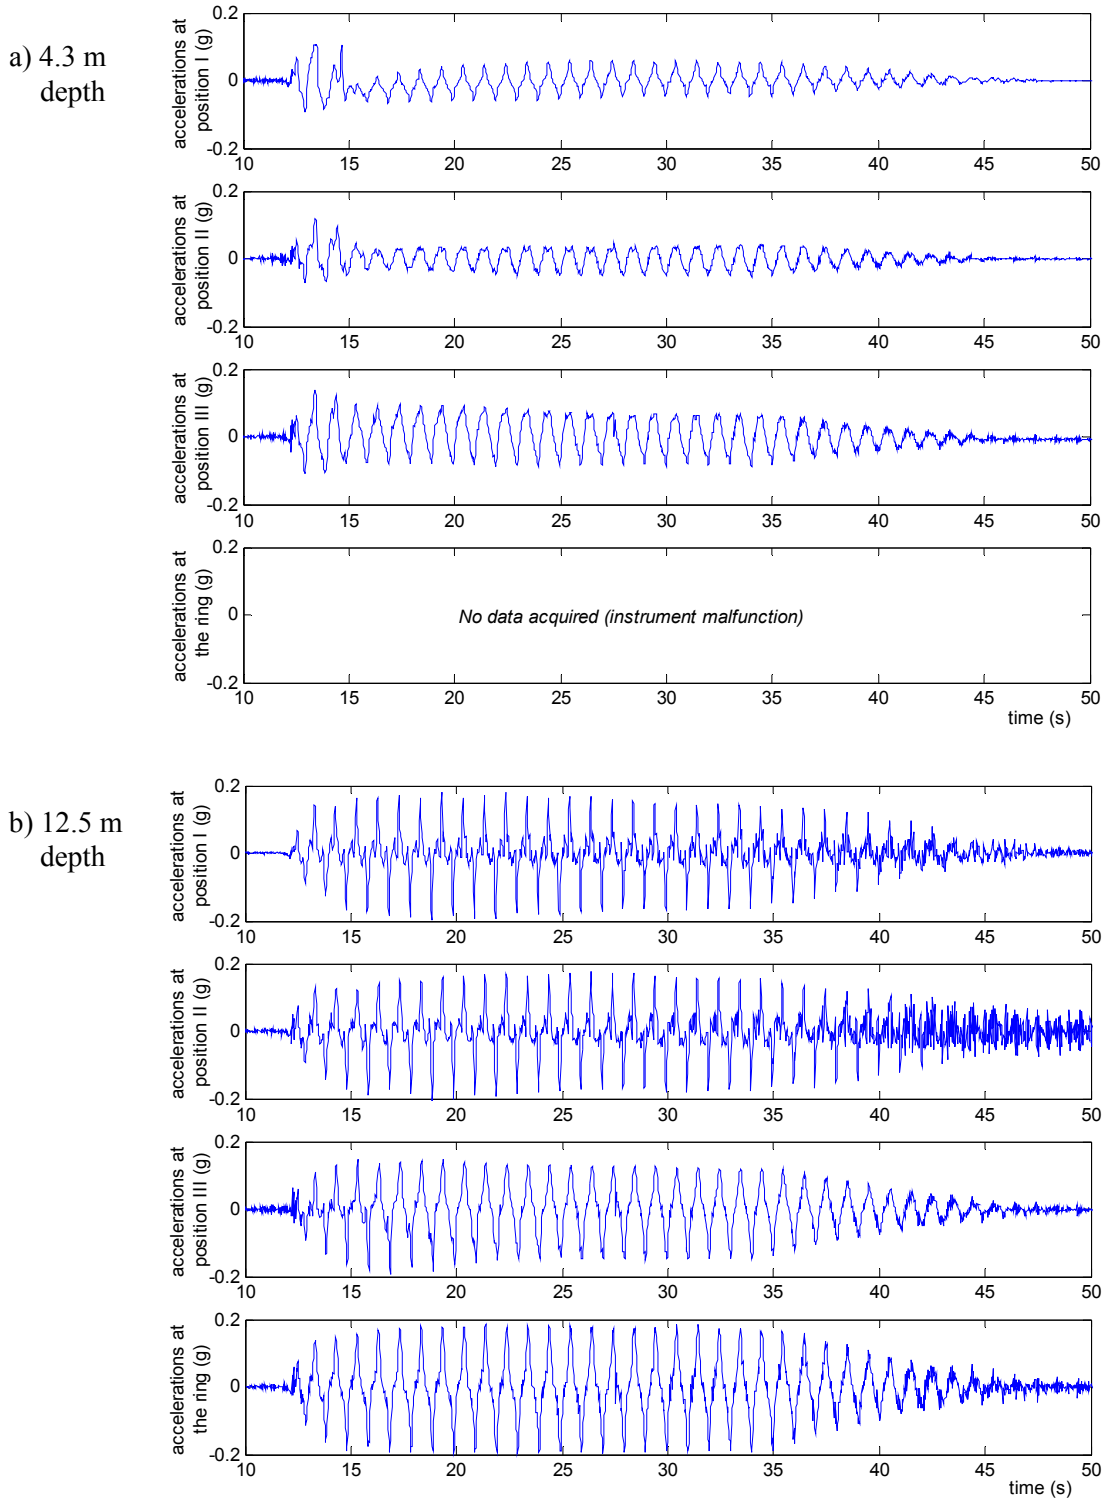 a) 4.3 m
depth
accelerations at
position I (g)
0.2
0
-0.2
10 15 20 25 30 35 40 45 50
accelerations at
position II (g)
0.2
0
-0.2
10 15 20 25 30 35 40 45 50
accelerations at
position III (g)
0.2
0
-0.2
10 15 20 25 30 35 40 45 50
accelerations at
the ring (g)
0.2
0
-0.2
No data acquired (instrument malfunction)
10 15 20 25 30 35 40 45 50
time (s)
b) 12.5 m
depth
accelerations at
position I (g)
0.2
0
-0.2
10 15 20 25 30 35 40 45 50
accelerations at
position II (g)
0.2
0
-0.2
10 15 20 25 30 35 40 45 50
accelerations at
position III (g)
0.2
0
-0.2
10 15 20 25 30 35 40 45 50
accelerations at
the ring (g)
0.2
0
-0.2
10 15 20 25 30 35 40 45 50
time (s)